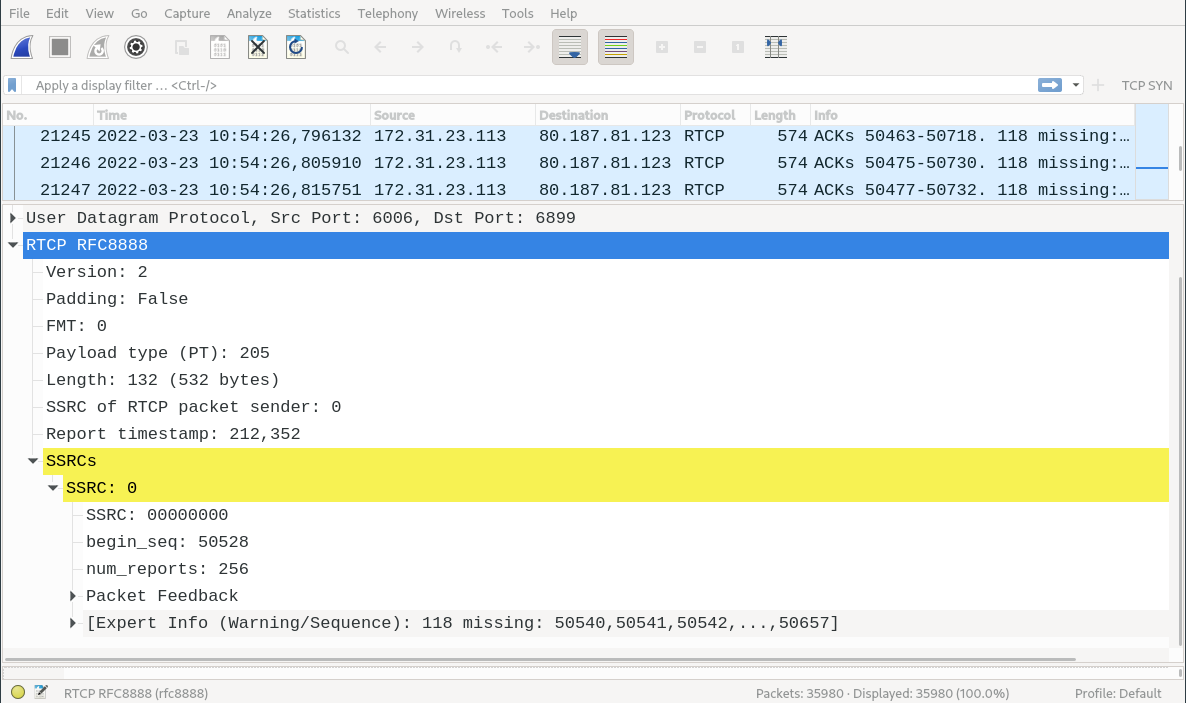 File Edit View Go Capture Analyze Statistics Telephony Wireless Tools Help
Apply a display filter … <Ctrl-/> TCP SYN
No. Time Source Destination Protocol Length Info
21245 2022-03-23 10:54:26,796132 172.31.23.113 80.187.81.123 RTCP 574 ACKs 50463-50718. 118 missing:…
21246 2022-03-23 10:54:26,805910 172.31.23.113 80.187.81.123 RTCP 574 ACKs 50475-50730. 118 missing:…
21247 2022-03-23 10:54:26,815751 172.31.23.113 80.187.81.123 RTCP 574 ACKs 50477-50732. 118 missing:…
User Datagram Protocol, Src Port: 6006, Dst Port: 6899
RTCP RFC8888
Version: 2
Padding: False
FMT: 0
Payload type (PT): 205
Length: 132 (532 bytes)
SSRC of RTCP packet sender: 0
Report timestamp: 212,352
SSRCs
SSRC: 0
SSRC: 00000000
begin_seq: 50528
num_reports: 256
Packet Feedback
[Expert Info (Warning/Sequence): 118 missing: 50540,50541,50542,...,50657]
RTCP RFC8888 (rfc8888) Packets: 35980 · Displayed: 35980 (100.0%) Profile: Default